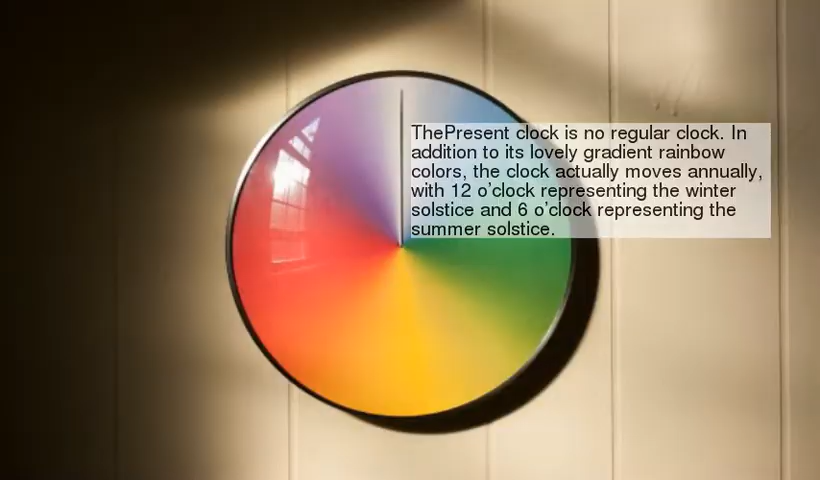 ThePresent clock is no regular clock. In
addition to its lovely gradient rainbow
colors, the clock actually moves annually,
with 12 o'clock representing the winter
solstice and 6 o'clock representing the
summer solstice.